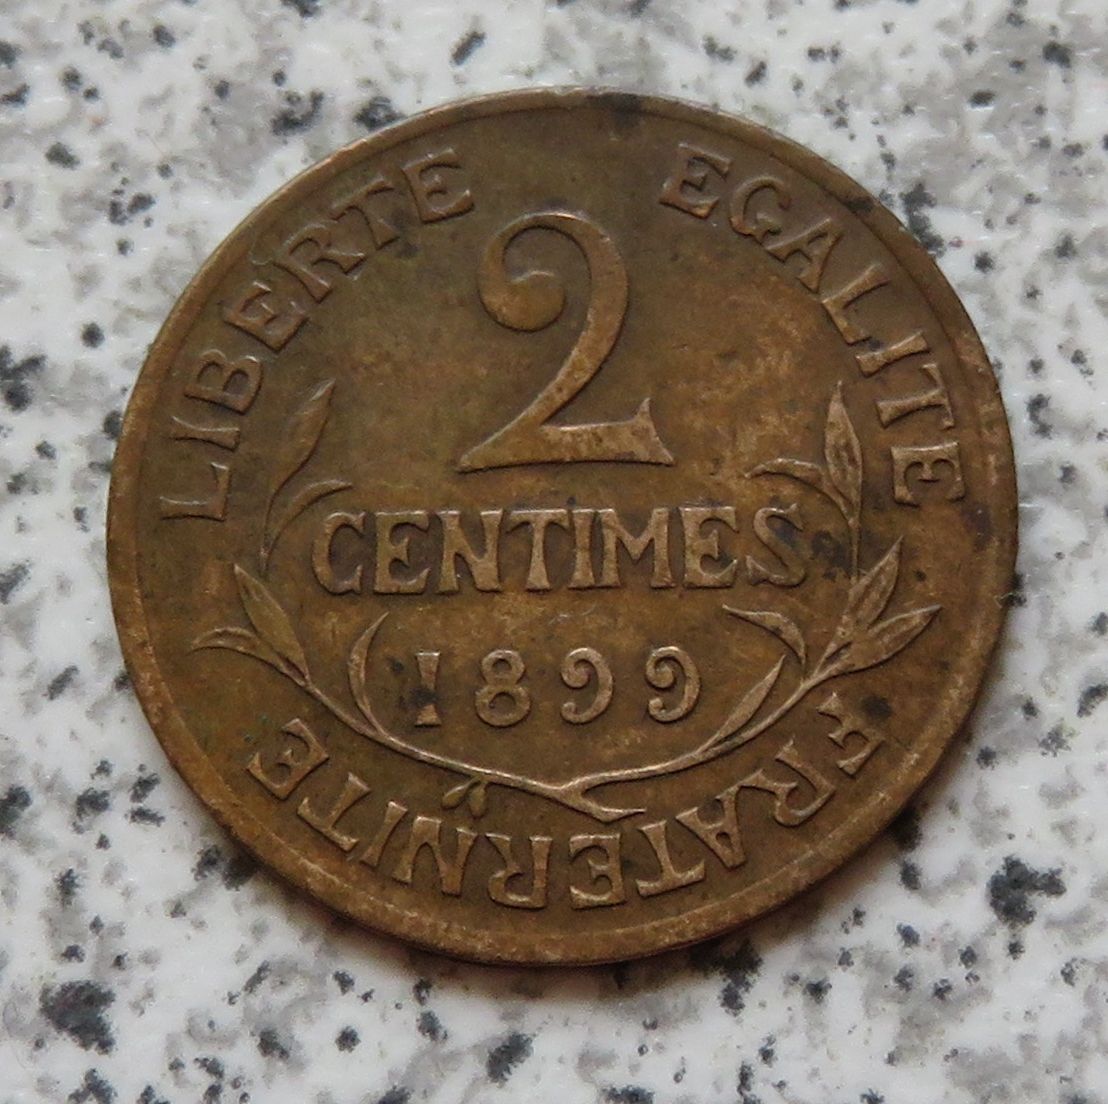 LIBERTE EGALITE FRATERNITE
2
CENTIMES
1899